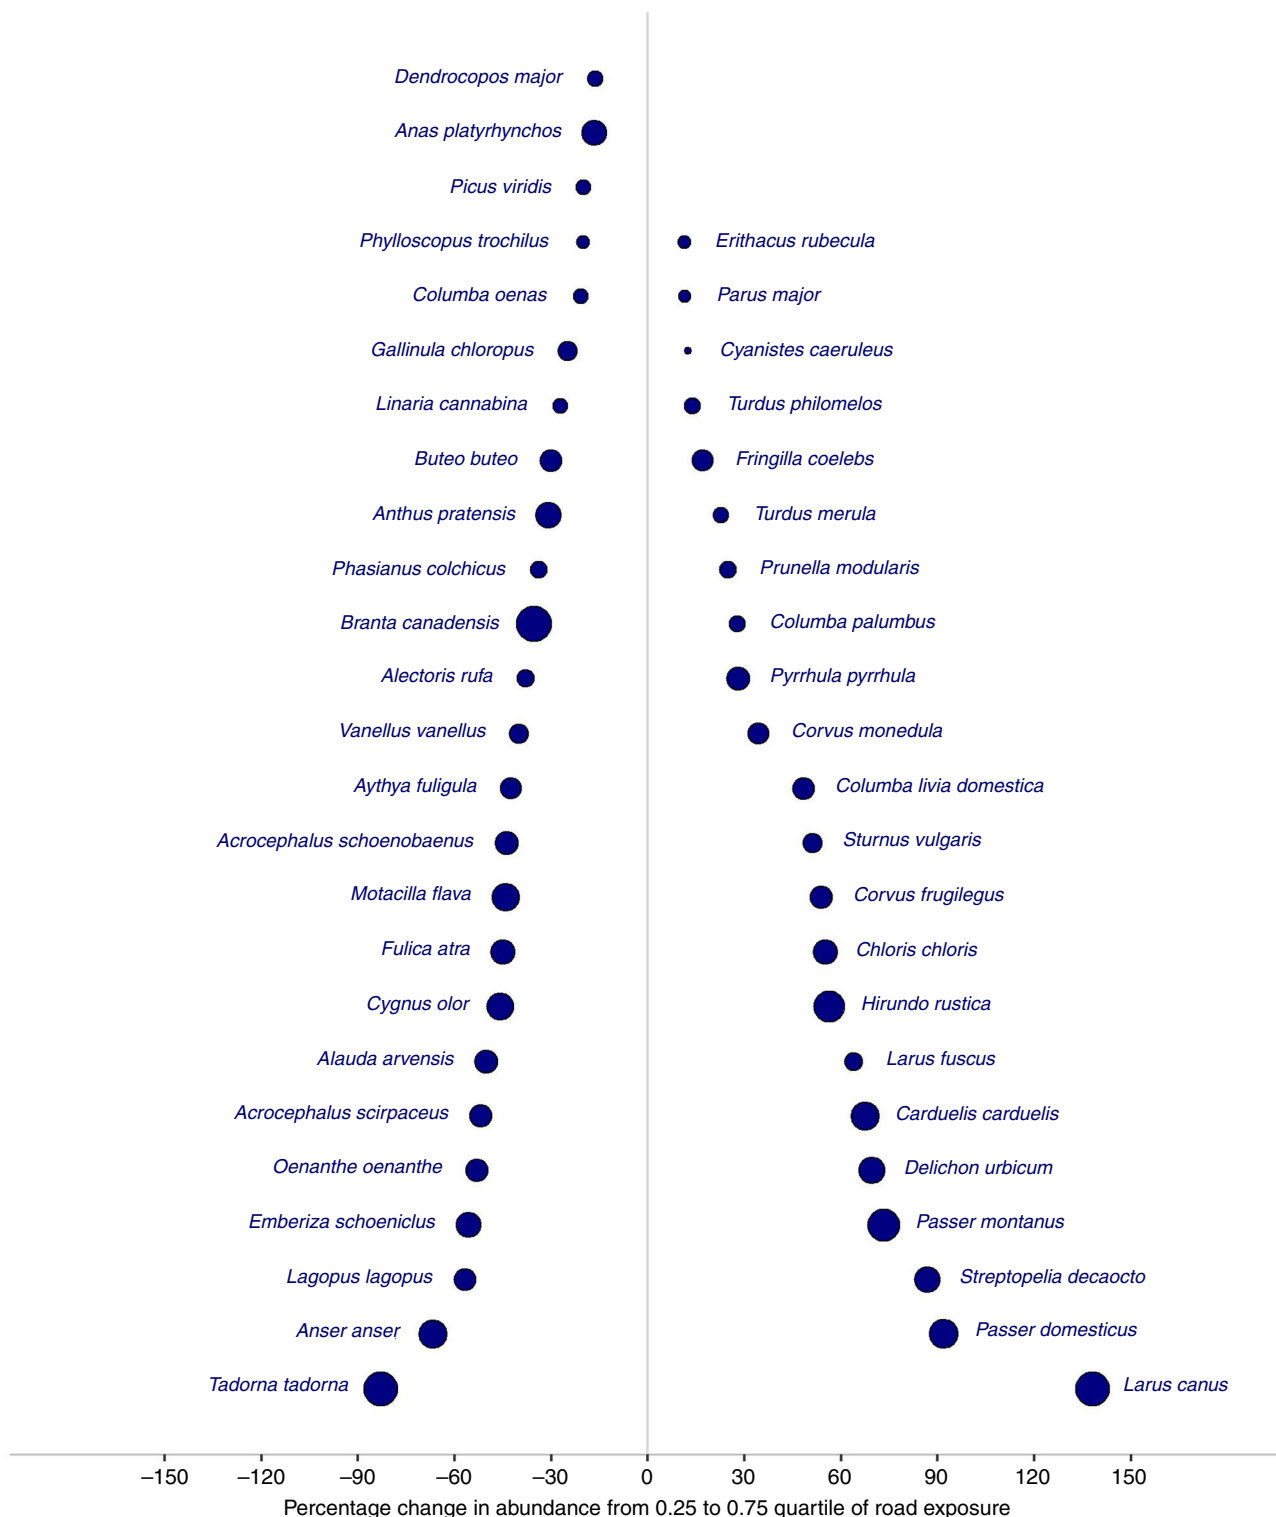 Dendrocopos major
Anas platyrhynchos
Picus viridis
Phylloscopus trochilus Erithacus rubecula
Columba oenas Parus major
Gallinula chloropus Cyanistes caeruleus
Linaria cannabina Turdus philomelos
Buteo buteo Fringilla coelebs
Anthus pratensis Turdus merula
Phasianus colchicus Prunella modularis
Branta canadensis Columba palumbus
Alectoris rufa Pyrrhula pyrrhula
Vanellus vanellus Corvus monedula
Aythya fuligula Columba livia domestica
Acrocephalus schoenobaenus Sturnus vulgaris
Motacilla flava Corvus frugilegus
Fulica atra Chloris chloris
Cygnus olor Hirundo rustica
Alauda arvensis Larus fuscus
Acrocephalus scirpaceus Carduelis carduelis
Oenanthe oenanthe Delichon urbicum
Emberiza schoeniclus Passer montanus
Lagopus lagopus Streptopelia decaocto
Anser anser Passer domesticus
Tadorna tadorna Larus canus
–150 –120 –90 –60 –30 0 30 60 90 120 150
Percentage change in abundance from 0.25 to 0.75 quartile of road exposure